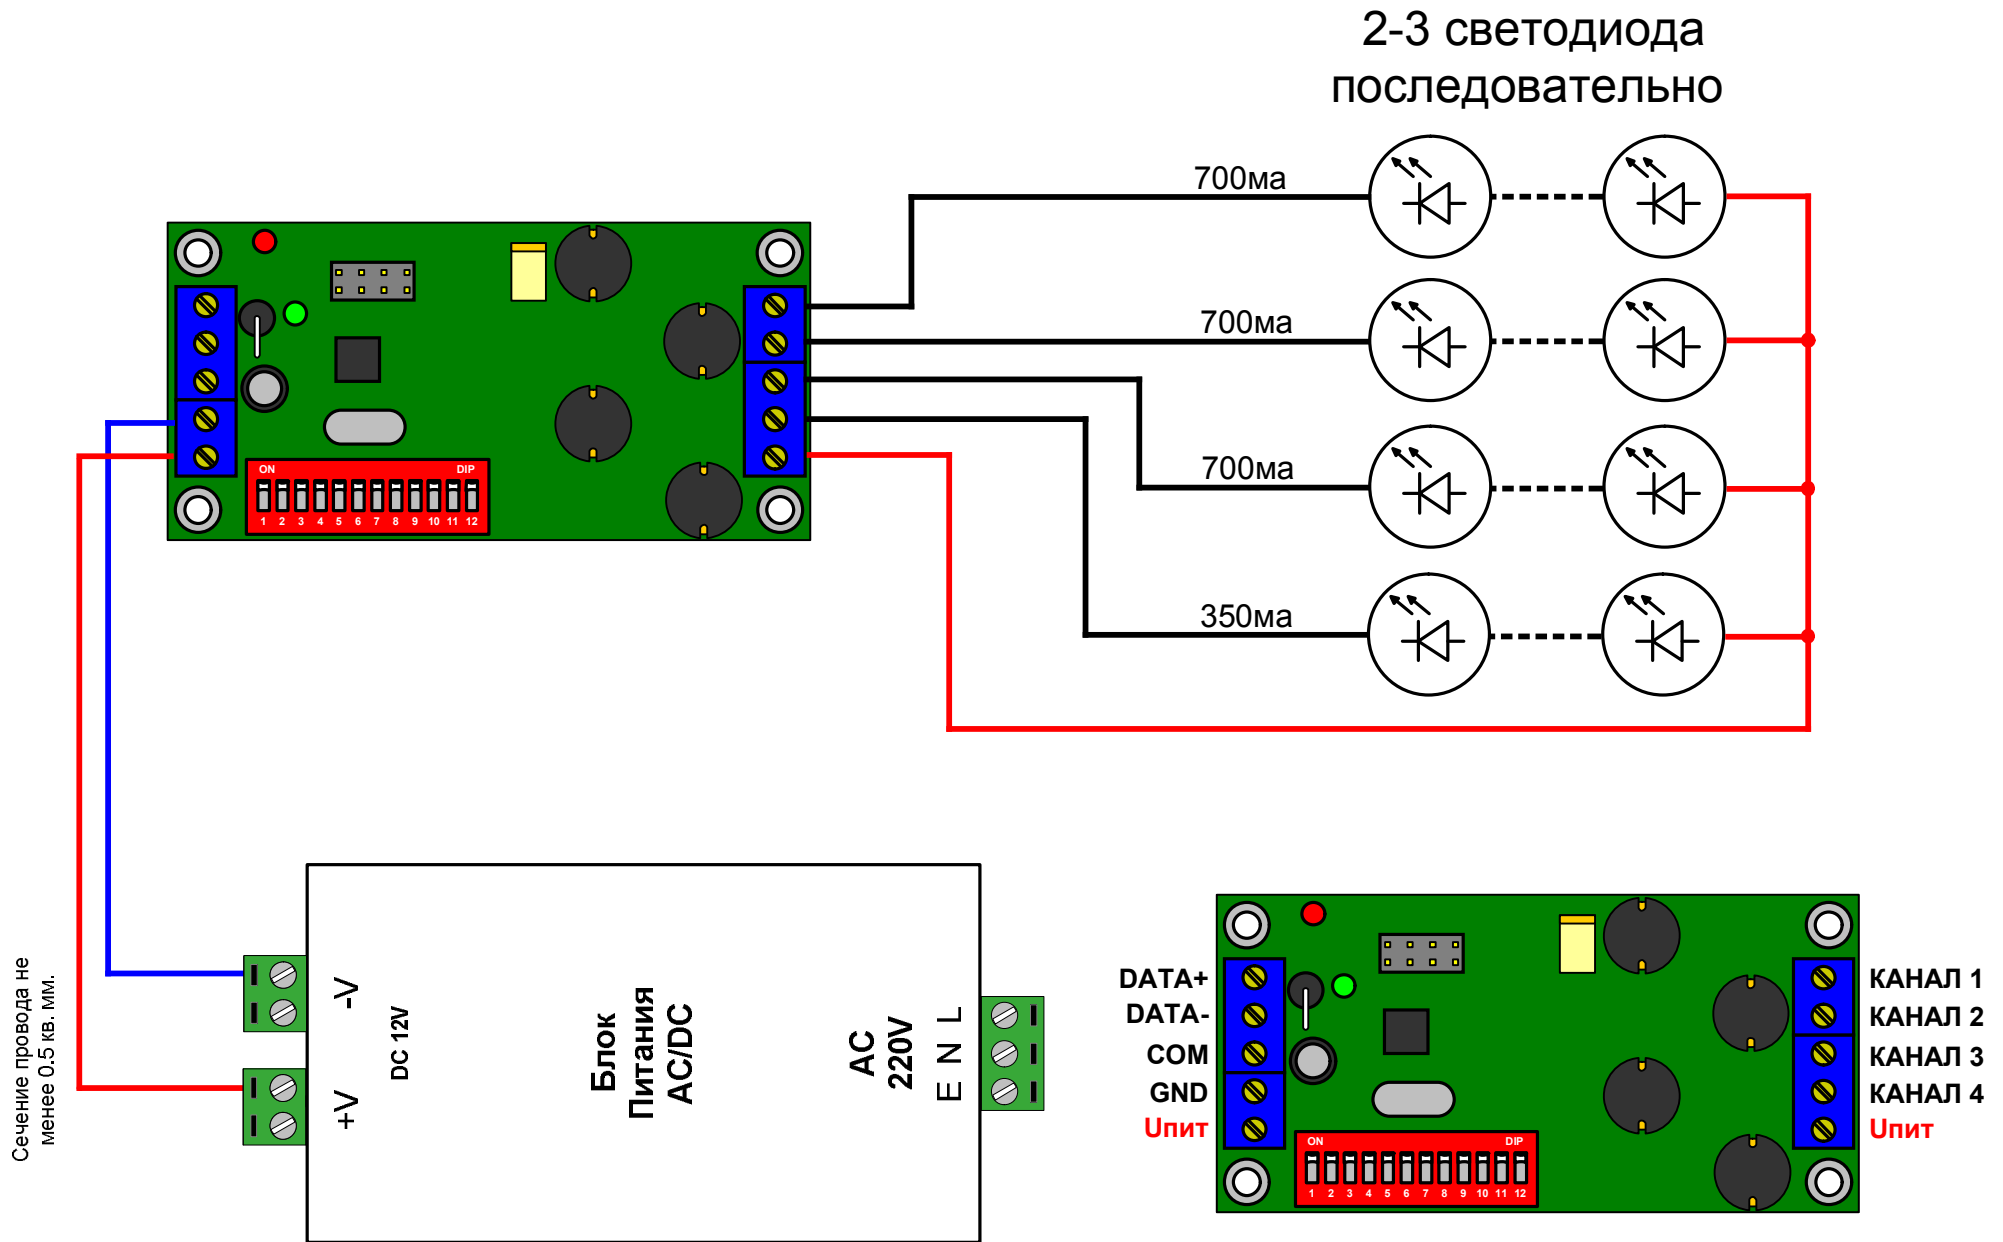 2-3 светодиода
последовательно
700ма
700ма
700ма
350ма
ON DIP
1 2 3 4 5 6 7 8 9 10 11 12
Сечение провода не
менее 0.5 кв. мм.
-V
+V
DC 12V
Блок
Питания
AC/DC
AC
220V
E N L
DATA+
DATA-
COM
GND
Uпит
ON DIP
1 2 3 4 5 6 7 8 9 10 11 12
КАНАЛ 1
КАНАЛ 2
КАНАЛ 3
КАНАЛ 4
Uпит